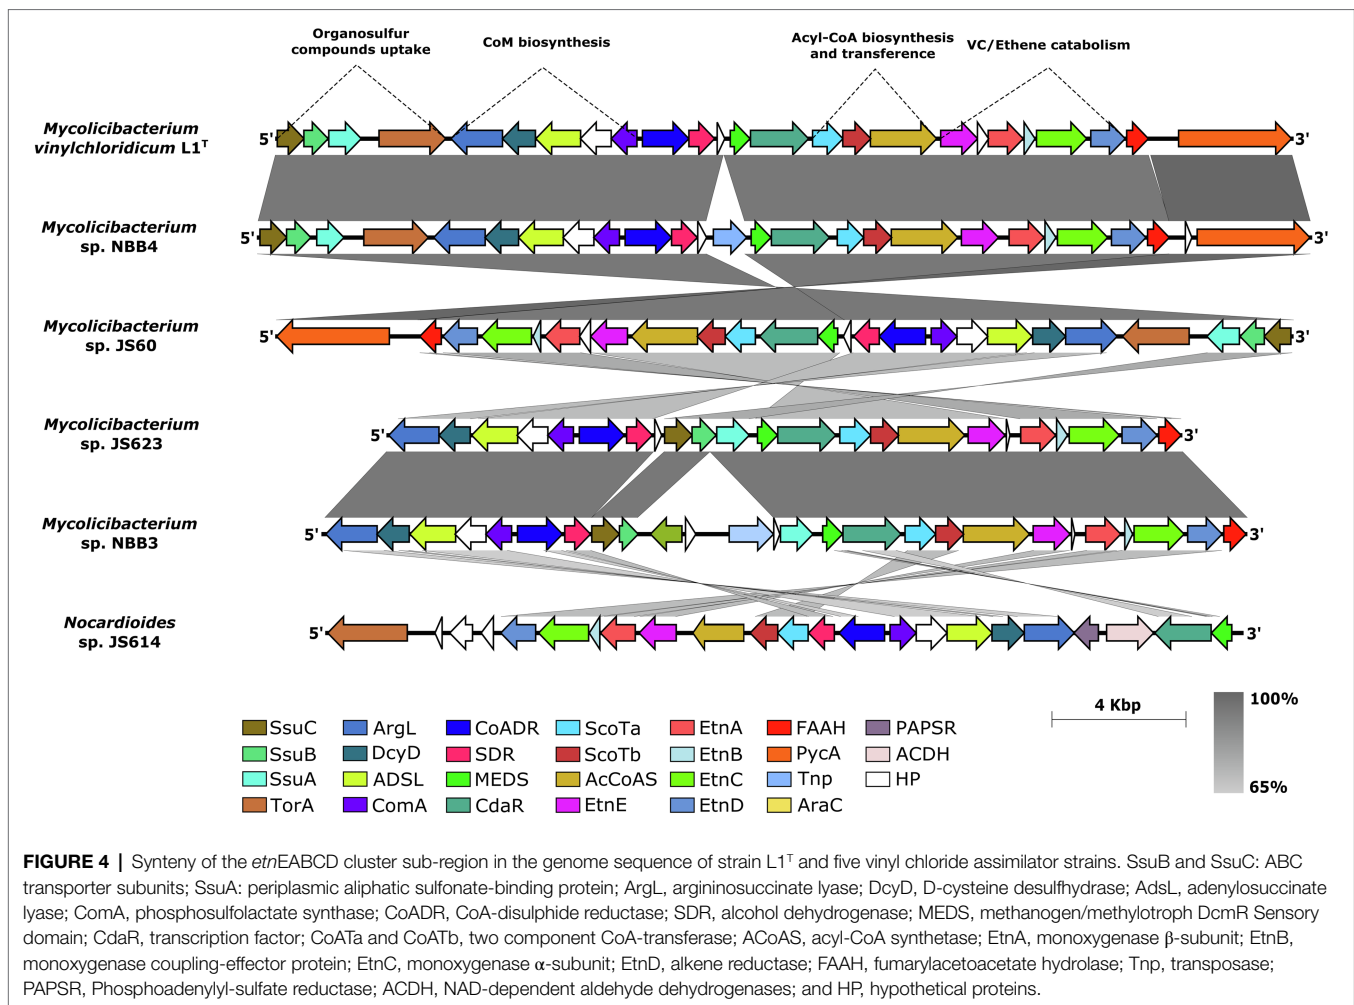 Organosulfur
compounds uptake
CoM biosynthesis
Acyl-CoA biosynthesis
and transference
VC/Ethene catabolism
Mycolicibacterium
vinylchloridicum L1ᵀ
5'
3'
Mycolicibacterium
sp. NBB4
5'
3'
Mycolicibacterium
sp. JS60
5'
3'
Mycolicibacterium
sp. JS623
5'
3'
Mycolicibacterium
sp. NBB3
5'
3'
Nocardioides
sp. JS614
5'
3'
4 Kbp
100%
65%
SsuC ArgL CoADR ScoTa EtnA FAAH PAPSR
SsuB DcyD SDR ScoTb EtnB PycA ACDH
SsuA ADSL MEDS AcCoAS EtnC Tnp HP
TorA ComA CdaR EtnE EtnD AraC
FIGURE 4 | Synteny of the etnEABCD cluster sub-region in the genome sequence of strain L1ᵀ and five vinyl chloride assimilator strains. SsuB and SsuC: ABC
transporter subunits; SsuA: periplasmic aliphatic sulfonate-binding protein; ArgL, argininosuccinate lyase; DcyD, D-cysteine desulfhydrase; AdsL, adenylosuccinate
lyase; ComA, phosphosulfolactate synthase; CoADR, CoA-disulphide reductase; SDR, alcohol dehydrogenase; MEDS, methanogen/methylotroph DcmR Sensory
domain; CdaR, transcription factor; CoATa and CoATb, two component CoA-transferase; ACoAS, acyl-CoA synthetase; EtnA, monoxygenase β-subunit; EtnB,
monoxygenase coupling-effector protein; EtnC, monoxygenase α-subunit; EtnD, alkene reductase; FAAH, fumarylacetoacetate hydrolase; Tnp, transposase;
PAPSR, Phosphoadenylyl-sulfate reductase; ACDH, NAD-dependent aldehyde dehydrogenases; and HP, hypothetical proteins.